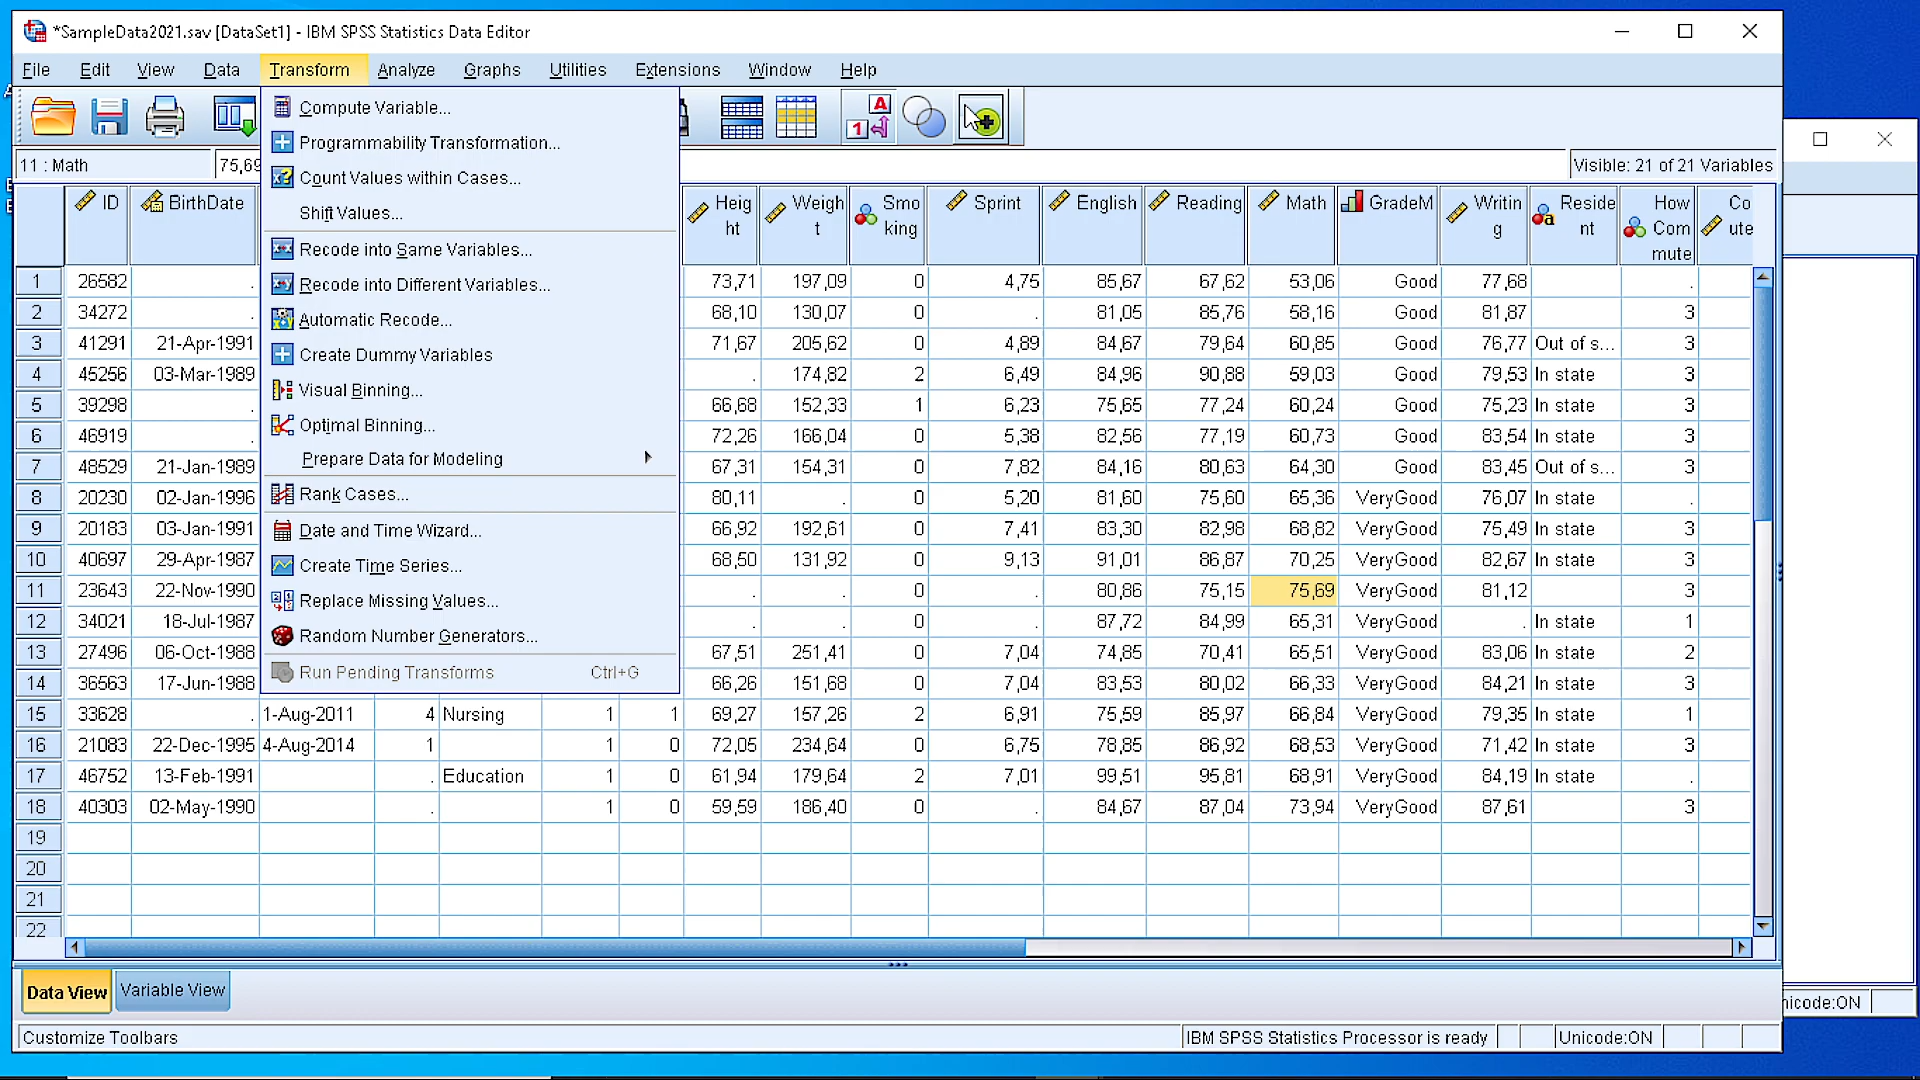 *SampleData2021.sav [DataSet1] - IBM SPSS Statistics Data Editor
File Edit View Data Transform Analyze Graphs Utilities Extensions Window Help
11 : Math 75,69 Visible: 21 of 21 Variables
Compute Variable...
Programmability Transformation...
Count Values within Cases...
Shift Values...
Recode into Same Variables...
Recode into Different Variables...
Automatic Recode...
Create Dummy Variables
Visual Binning...
Optimal Binning...
Prepare Data for Modeling
Rank Cases...
Date and Time Wizard...
Create Time Series...
Replace Missing Values...
Random Number Generators...
Run Pending Transforms Ctrl+G
ID BirthDate Height Weight Smoking Sprint English Reading Math GradeM Writing Resident HowCommute Co ute
1 26582 . 73,71 197,09 0 4,75 85,67 67,62 53,06 Good 77,68 .
2 34272 . 68,10 130,07 0 . 81,05 85,76 58,16 Good 81,87 3
3 41291 21-Apr-1991 71,67 205,62 0 4,89 84,67 79,64 60,85 Good 76,77 Out of s... 3
4 45256 03-Mar-1989 . 174,82 2 6,49 84,96 90,88 59,03 Good 79,53 In state 3
5 39298 . 66,68 152,33 1 6,23 75,65 77,24 60,24 Good 75,23 In state 3
6 46919 . 72,26 166,04 0 5,38 82,56 77,19 60,73 Good 83,54 In state 3
7 48529 21-Jan-1989 67,31 154,31 0 7,82 84,16 80,63 64,30 Good 83,45 Out of s... 3
8 20230 02-Jan-1996 80,11 . 0 5,20 81,60 75,60 65,36 VeryGood 76,07 In state .
9 20183 03-Jan-1991 66,92 192,61 0 7,41 83,30 82,98 68,82 VeryGood 75,49 In state 3
10 40697 29-Apr-1987 68,50 131,92 0 9,13 91,01 86,87 70,25 VeryGood 82,67 In state 3
11 23643 22-Nov-1990 . . 0 . 80,86 75,15 75,69 VeryGood 81,12 3
12 34021 18-Jul-1987 . . 0 . 87,72 84,99 65,31 VeryGood . In state 1
13 27496 06-Oct-1988 67,51 251,41 0 7,04 74,85 70,41 65,51 VeryGood 83,06 In state 2
14 36563 17-Jun-1988 66,26 151,68 0 7,04 83,53 80,02 66,33 VeryGood 84,21 In state 3
15 33628 . 1-Aug-2011 4 Nursing 1 1 69,27 157,26 2 6,91 75,59 85,97 66,84 VeryGood 79,35 In state 1
16 21083 22-Dec-1995 4-Aug-2014 1 1 0 72,05 234,64 0 6,75 78,85 86,92 68,53 VeryGood 71,42 In state 3
17 46752 13-Feb-1991 . Education 1 0 61,94 179,64 2 7,01 99,51 95,81 68,91 VeryGood 84,19 In state .
18 40303 02-May-1990 . 1 0 59,59 186,40 0 . 84,67 87,04 73,94 VeryGood 87,61 3
19
20
21
22
Data View Variable View
nicode:ON
Customize Toolbars IBM SPSS Statistics Processor is ready Unicode:ON